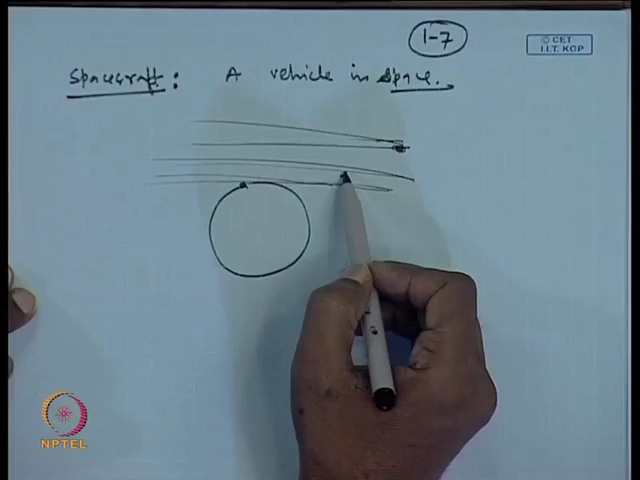 1-7
© CET
I.I.T. KGP
Spacecraft: A vehicle in space.
NPTEL